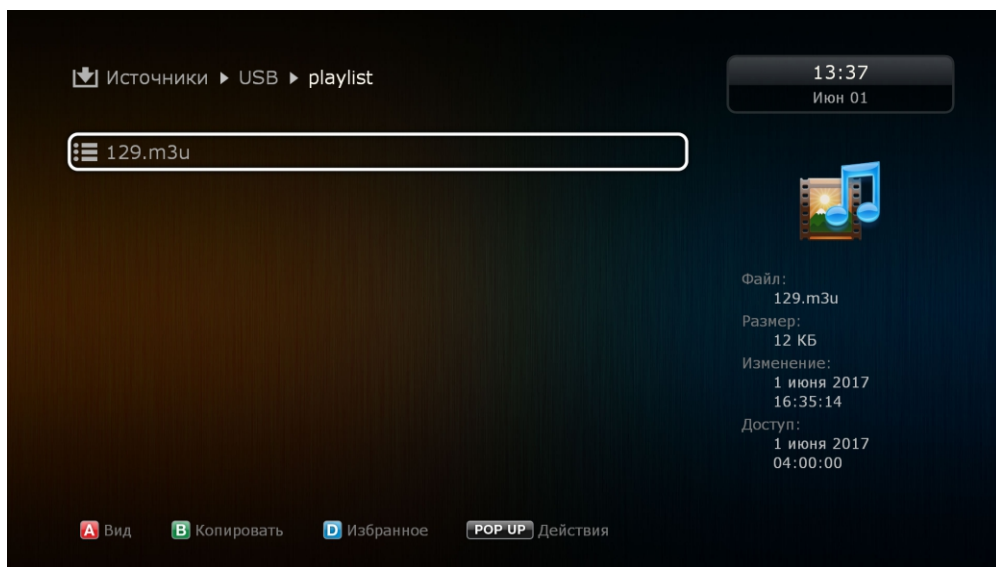 Источники ▶ USB ▶ playlist
13:37
Июн 01
129.m3u
Файл:
129.m3u
Размер:
12 КБ
Изменение:
1 июня 2017
16:35:14
Доступ:
1 июня 2017
04:00:00
A Вид B Копировать D Избранное POP UP Действия